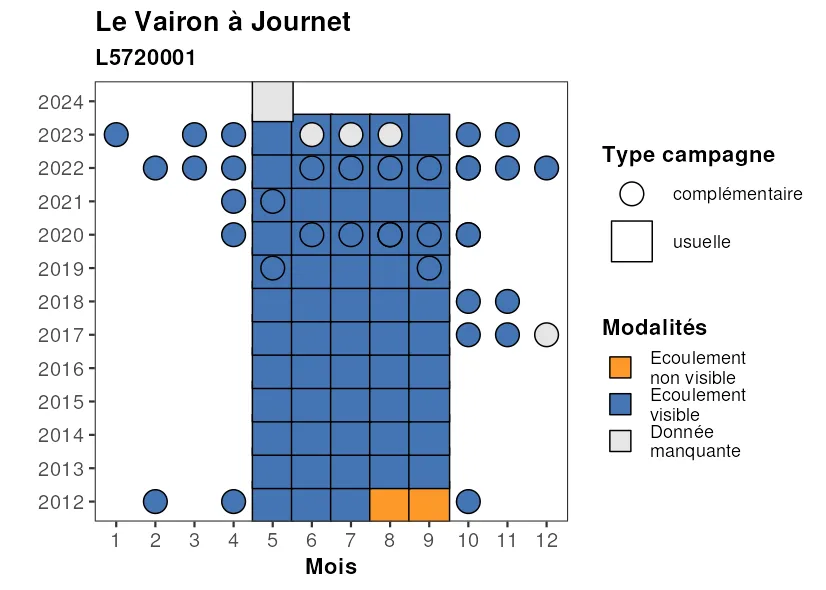 Le Vairon à Journet
L5720001
2024
2023
2022
2021
2020
2019
2018
2017
2016
2015
2014
2013
2012
1 2 3 4 5 6 7 8 9 10 11 12
Mois
Type campagne
complémentaire
usuelle
Modalités
Ecoulement
non visible
Ecoulement
visible
Donnée
manquante